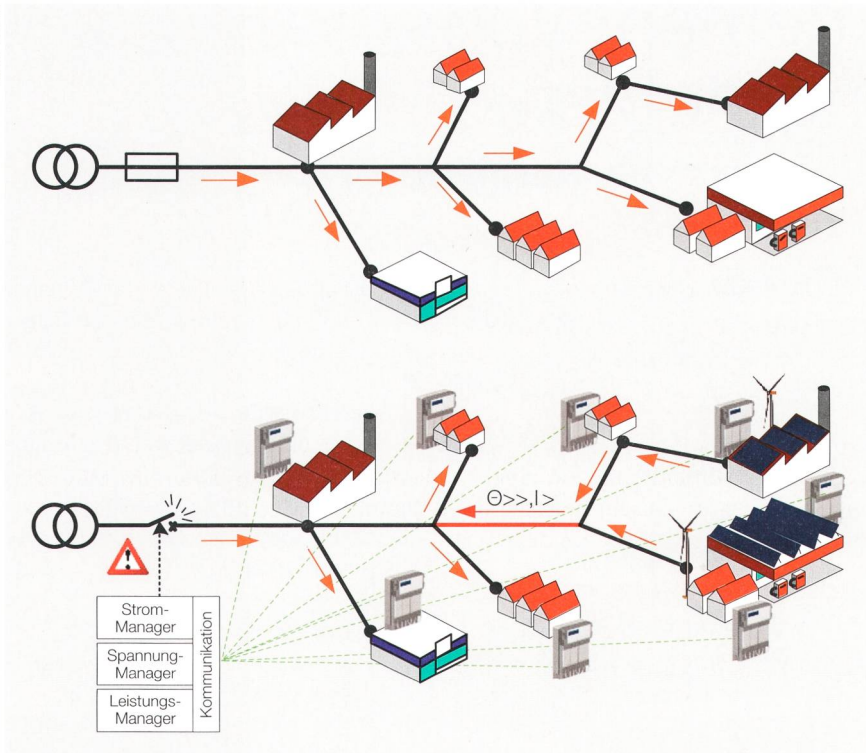 Θ>>,I>
Strom-
Manager
Spannung-
Manager
Leistungs-
Manager
Kommunikation